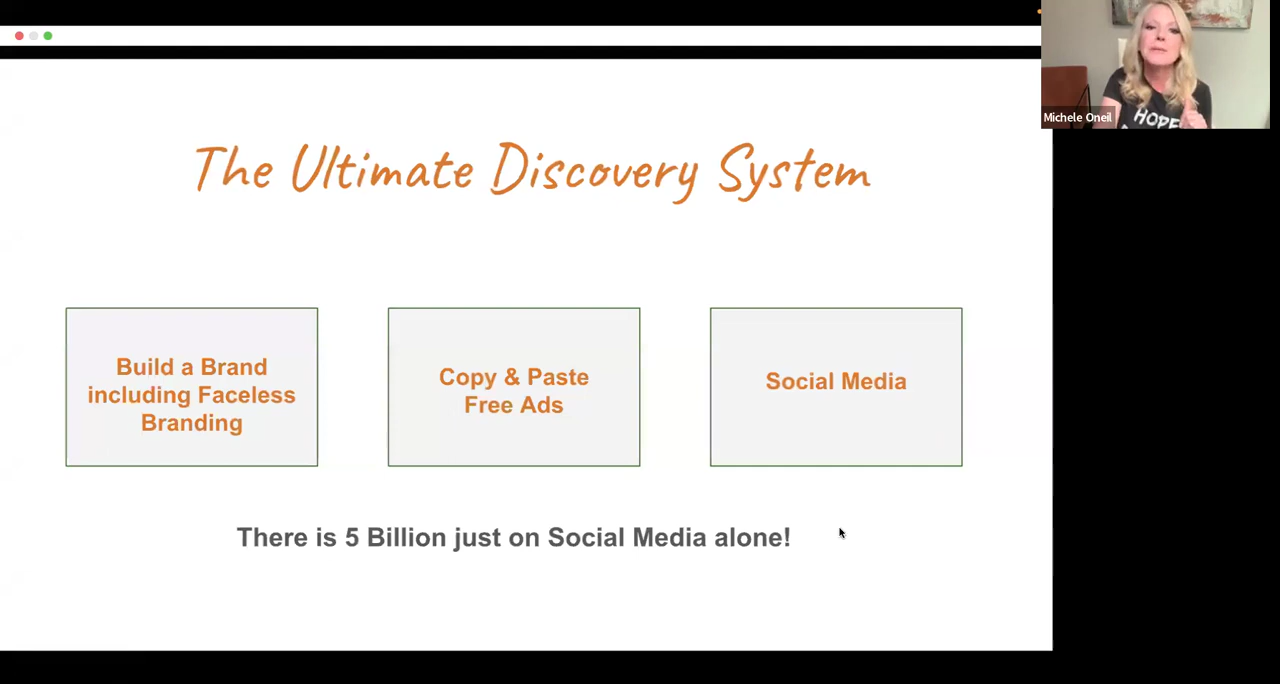 The Ultimate Discovery System
Build a Brand
including Faceless
Branding
Copy & Paste
Free Ads
Social Media
There is 5 Billion just on Social Media alone!
HOPE
Michele Oneil